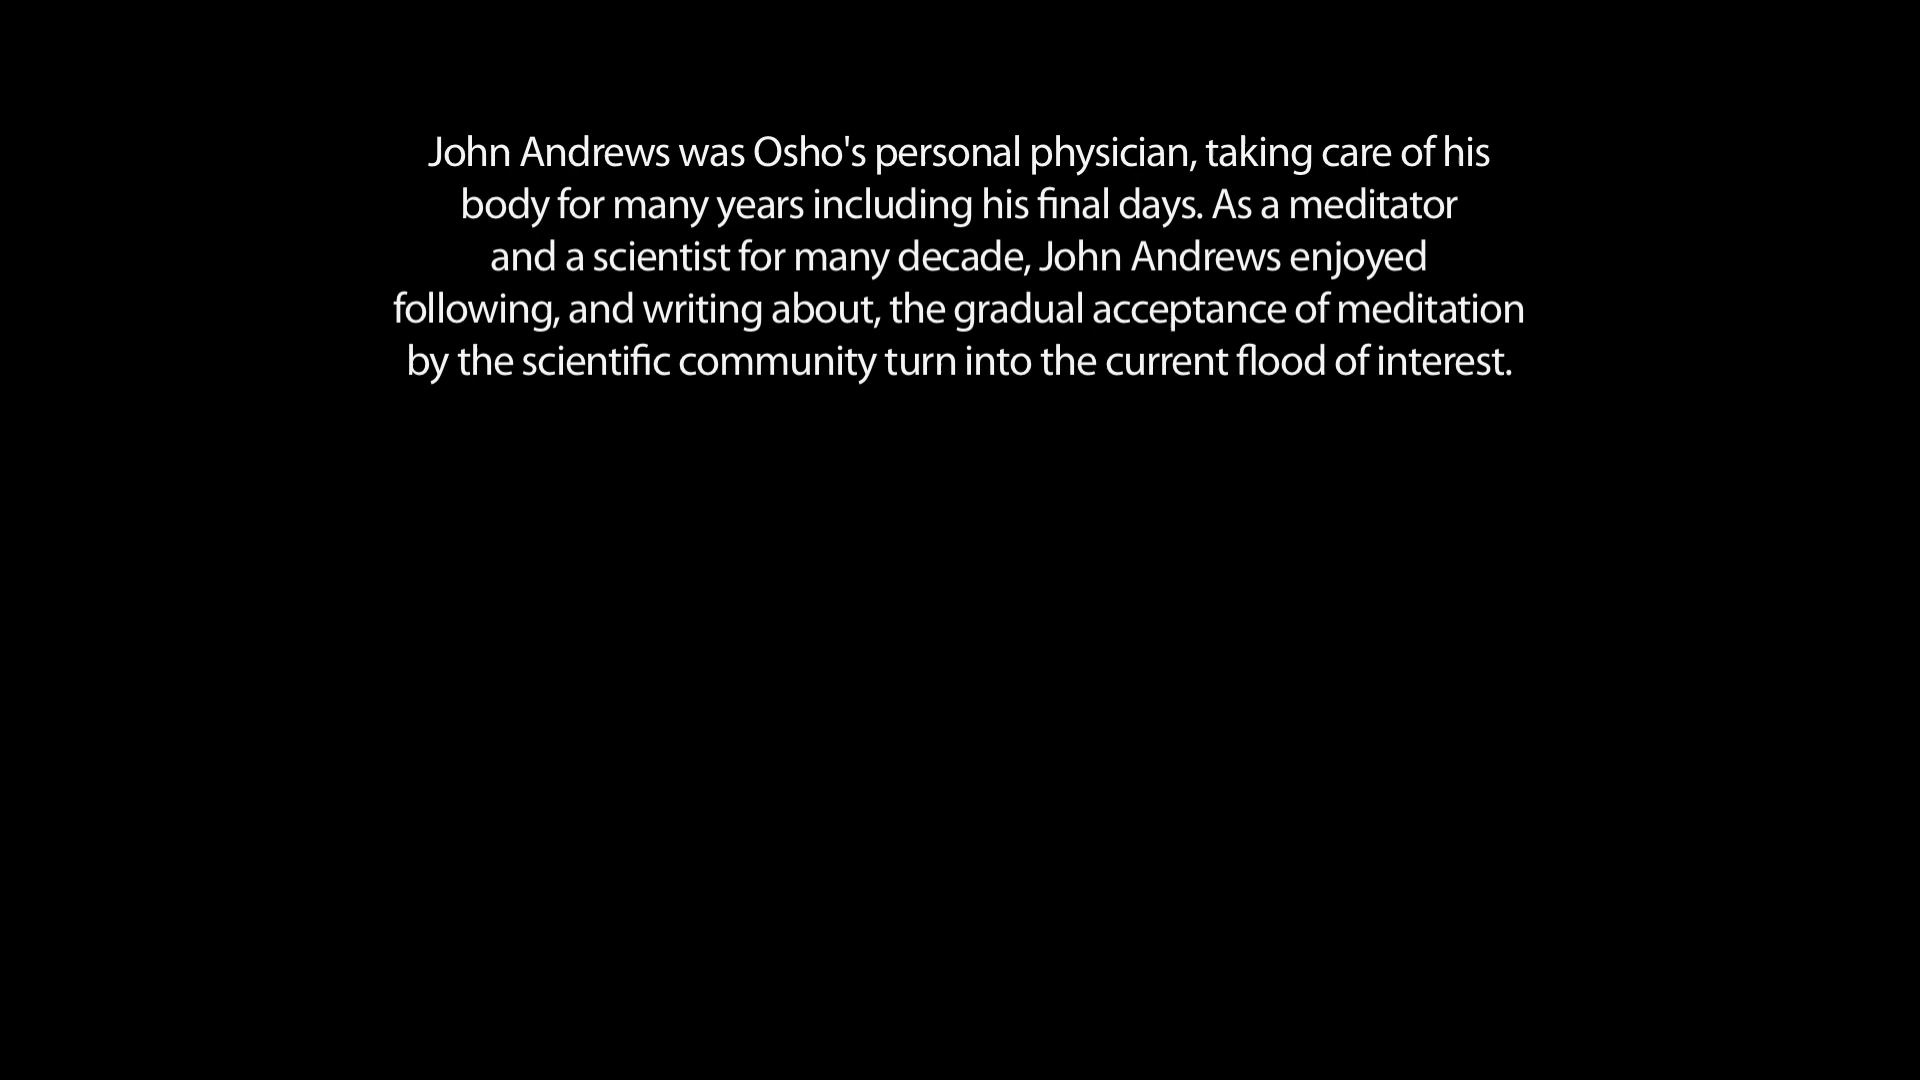 John Andrews was Osho's personal physician, taking care of his
body for many years including his final days. As a meditator
and a scientist for many decade, John Andrews enjoyed
following, and writing about, the gradual acceptance of meditation
by the scientific community turn into the current flood of interest.